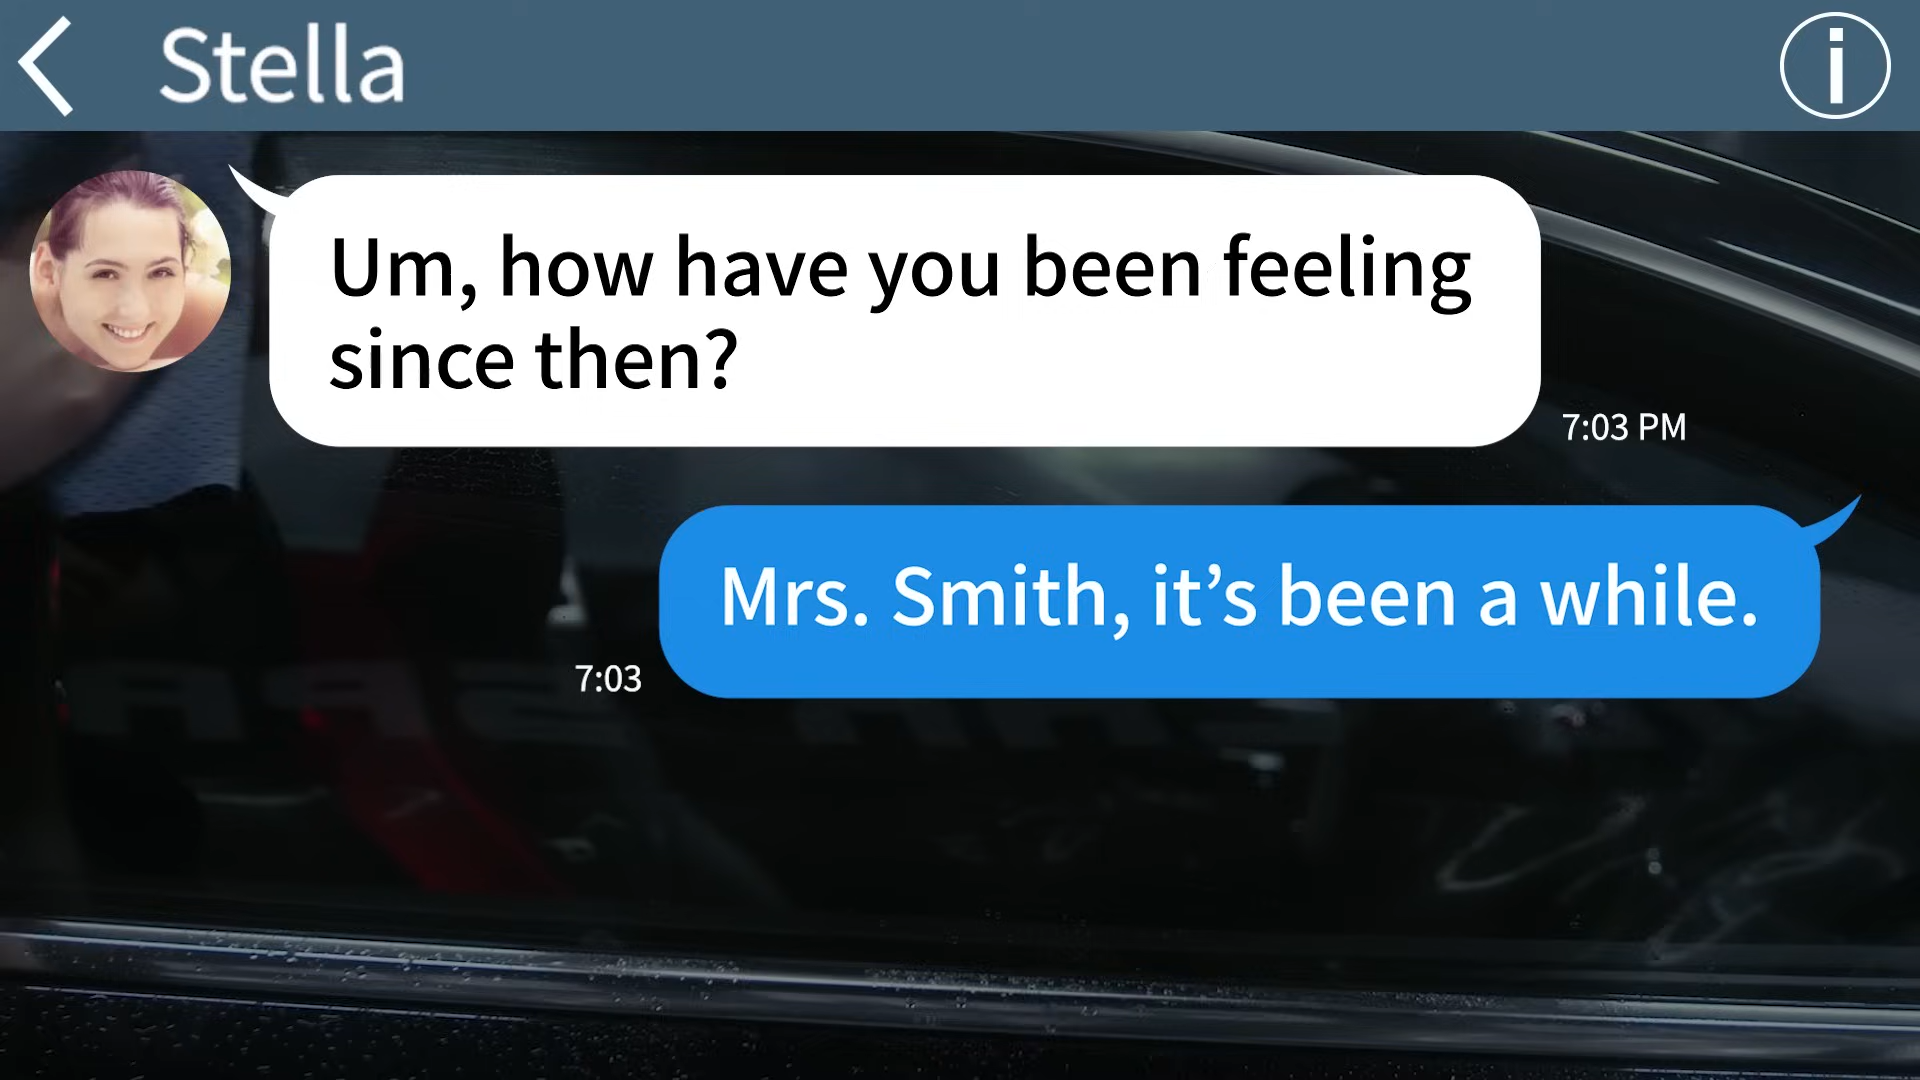 Stella
Um, how have you been feeling
since then?
7:03 PM
Mrs. Smith, it’s been a while.
7:03